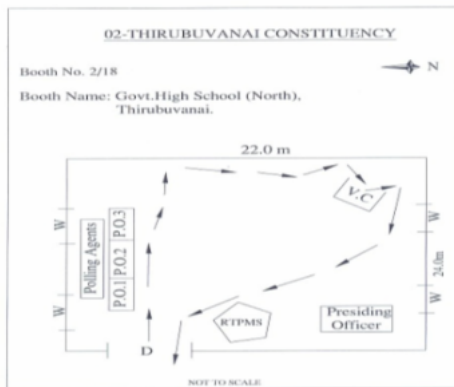 02-THIRUBUVANAI CONSTITUENCY
Booth No. 2/18
N
Booth Name: Govt.High School (North),
Thirubuvanai.
22.0 m
V.C
W
Polling Agents
P.O.1
P.O.2
P.O.3
W
24.0m
W
W
RTPMS
Presiding
Officer
D
NOT TO SCALE